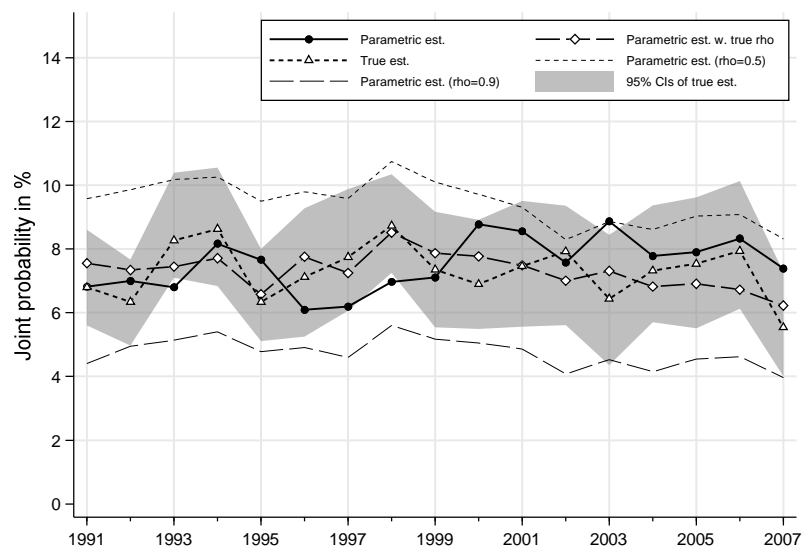 Parametric est.
Parametric est. w. true rho
True est.
Parametric est. (rho=0.5)
Parametric est. (rho=0.9)
95% CIs of true est.
Joint probability in %
14
12
10
8
6
4
2
0
1991 1993 1995 1997 1999 2001 2003 2005 2007